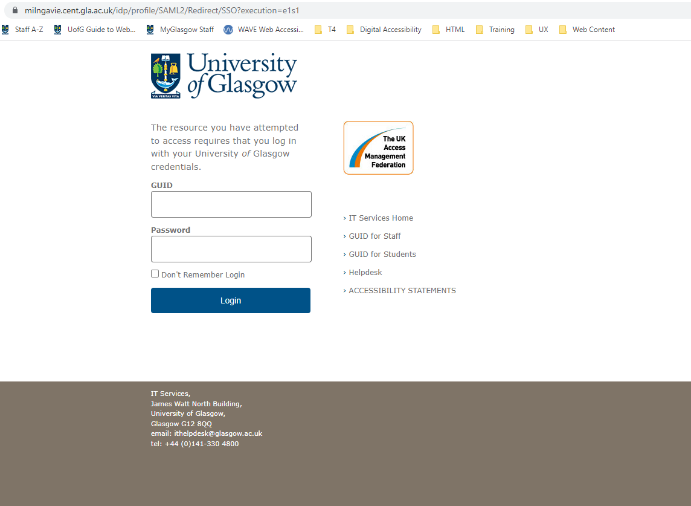 milngavie.cent.gla.ac.uk/idp/profile/SAML2/Redirect/SSO?execution=e1s1
Staff A-Z UofG Guide to Web... MyGlasgow Staff WAVE Web Accessi... T4 Digital Accessibility HTML Training UX Web Content
University
of Glasgow
The resource you have attempted
to access requires that you log in
with your University of Glasgow
credentials.
GUID
Password
Don't Remember Login
Login
The UK
Access
Management
Federation
› IT Services Home
› GUID for Staff
› GUID for Students
› Helpdesk
› ACCESSIBILITY STATEMENTS
IT Services,
James Watt North Building,
University of Glasgow,
Glasgow G12 8QQ
email: ithelpdesk@glasgow.ac.uk
tel: +44 (0)141-330 4800